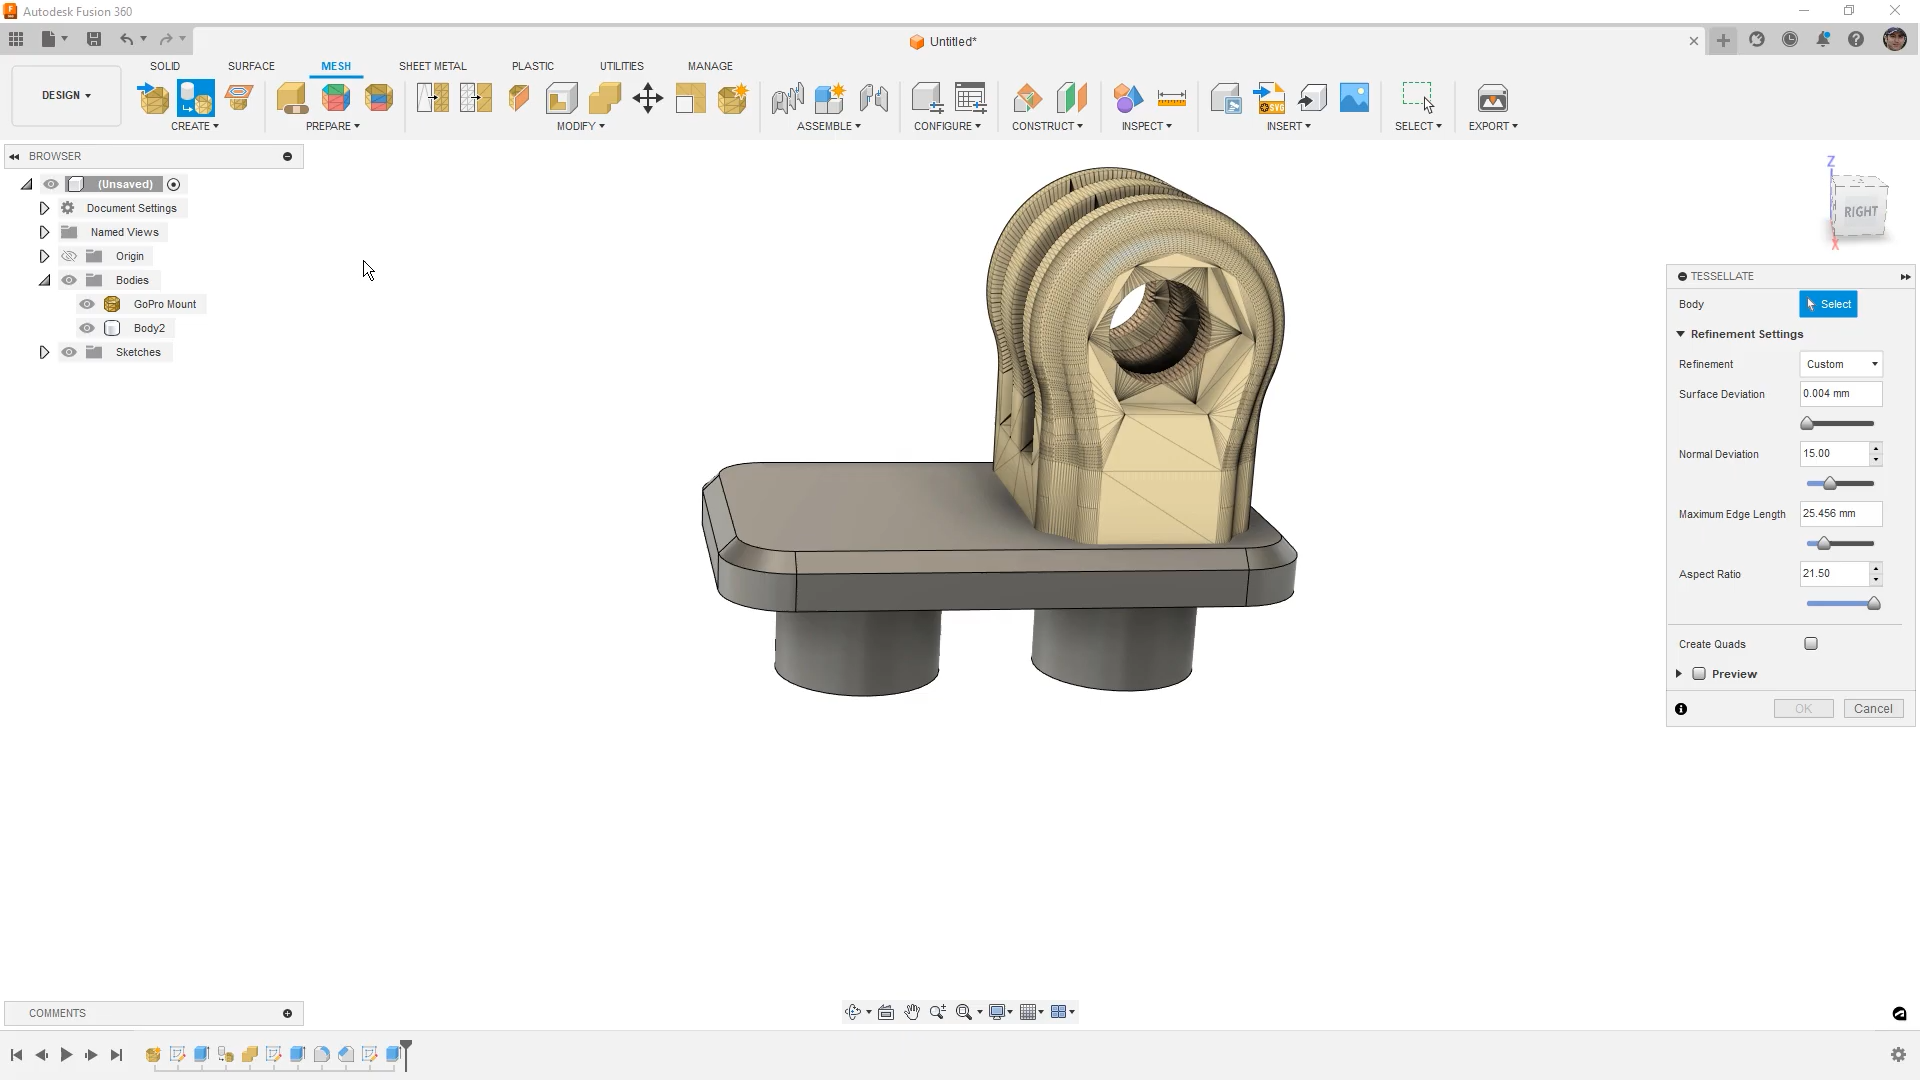 Autodesk Fusion 360
Untitled*
SOLID SURFACE MESH SHEET METAL PLASTIC UTILITIES MANAGE
DESIGN
CREATE PREPARE MODIFY ASSEMBLE CONFIGURE CONSTRUCT INSPECT INSERT SELECT EXPORT
BROWSER
(Unsaved)
Document Settings
Named Views
Origin
Bodies
GoPro Mount
Body2
Sketches
Z
RIGHT
X
TESSELLATE
Body Select
Refinement Settings
Refinement Custom
Surface Deviation 0.004 mm
Normal Deviation 15.00
Maximum Edge Length 25.456 mm
Aspect Ratio 21.50
Create Quads
Preview
OK Cancel
COMMENTS